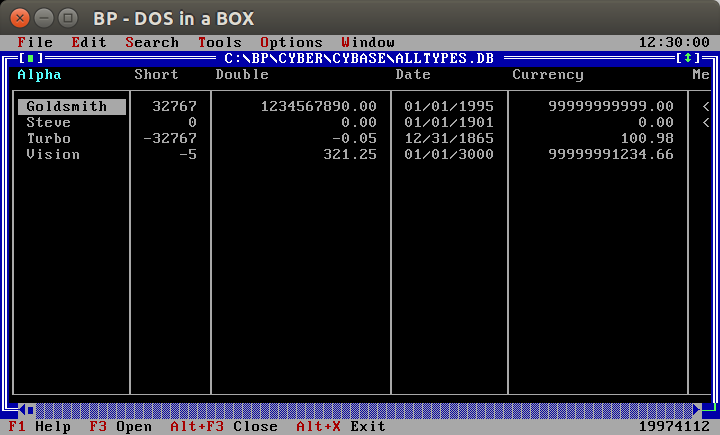 BP - DOS in a BOX
File Edit Search Tools Options Window 12:30:00
C:\BP\CYBER\CYBASE\ALLTYPES.DB
Alpha Short Double Date Currency Me
Goldsmith 32767 1234567890.00 01/01/1995 99999999999.00 <
Steve 0 0.00 01/01/1901 0.00 <
Turbo -32767 -0.05 12/31/1865 100.98
Vision -5 321.25 01/01/3000 99999991234.66
F1 Help F3 Open Alt+F3 Close Alt+X Exit 19974112